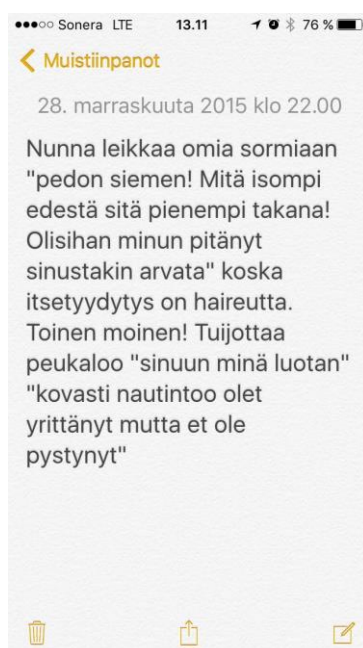 Sonera LTE 13.11 76 %
Muistiinpanot
28. marraskuuta 2015 klo 22.00
Nunna leikkaa omia sormiaan
"pedon siemen! Mitä isompi
edestä sitä pienempi takana!
Olisihan minun pitänyt
sinustakin arvata" koska
itsetyydytys on haireutta.
Toinen moinen! Tuijottaa
peukaloo "sinuun minä luotan"
"kovasti nautintoo olet
yrittänyt mutta et ole
pystynyt"